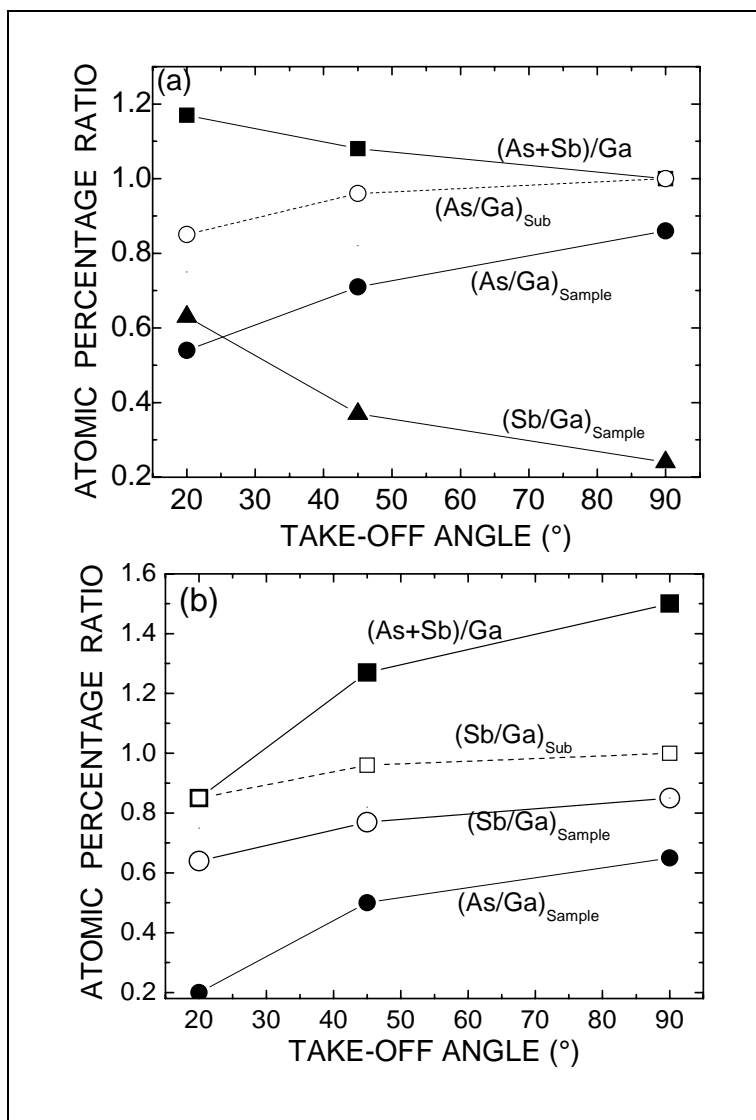 (a)
1.2
1.0
0.8
0.6
0.4
0.2
ATOMIC PERCENTAGE RATIO
(As+Sb)/Ga
(As/Ga)Sub
(As/Ga)Sample
(Sb/Ga)Sample
20 30 40 50 60 70 80 90
TAKE-OFF ANGLE (°)
(b)
1.6
1.4
1.2
1.0
0.8
0.6
0.4
0.2
ATOMIC PERCENTAGE RATIO
(As+Sb)/Ga
(Sb/Ga)Sub
(Sb/Ga)Sample
(As/Ga)Sample
20 30 40 50 60 70 80 90
TAKE-OFF ANGLE (°)